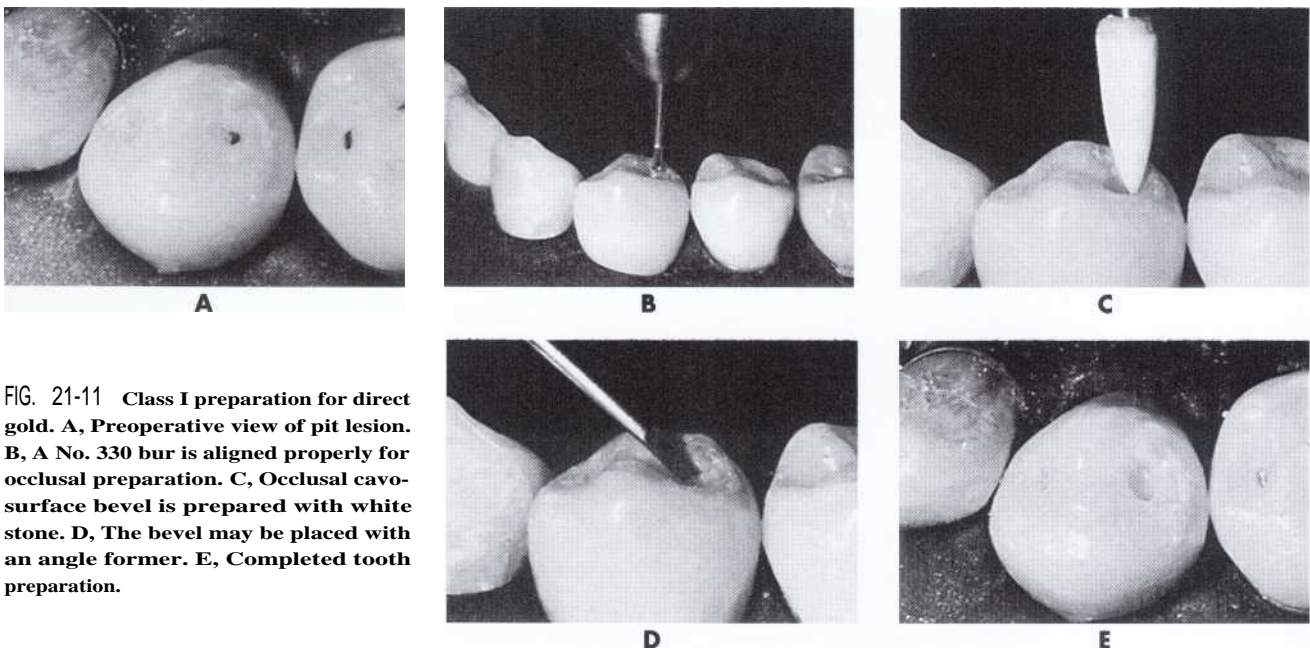 A
B
C
FIG. 21-11 Class I preparation for direct
gold. A, Preoperative view of pit lesion.
B, A No. 330 bur is aligned properly for
occlusal preparation. C, Occlusal cavo-
surface bevel is prepared with white
stone. D, The bevel may be placed with
an angle former. E, Completed tooth
preparation.
D
E